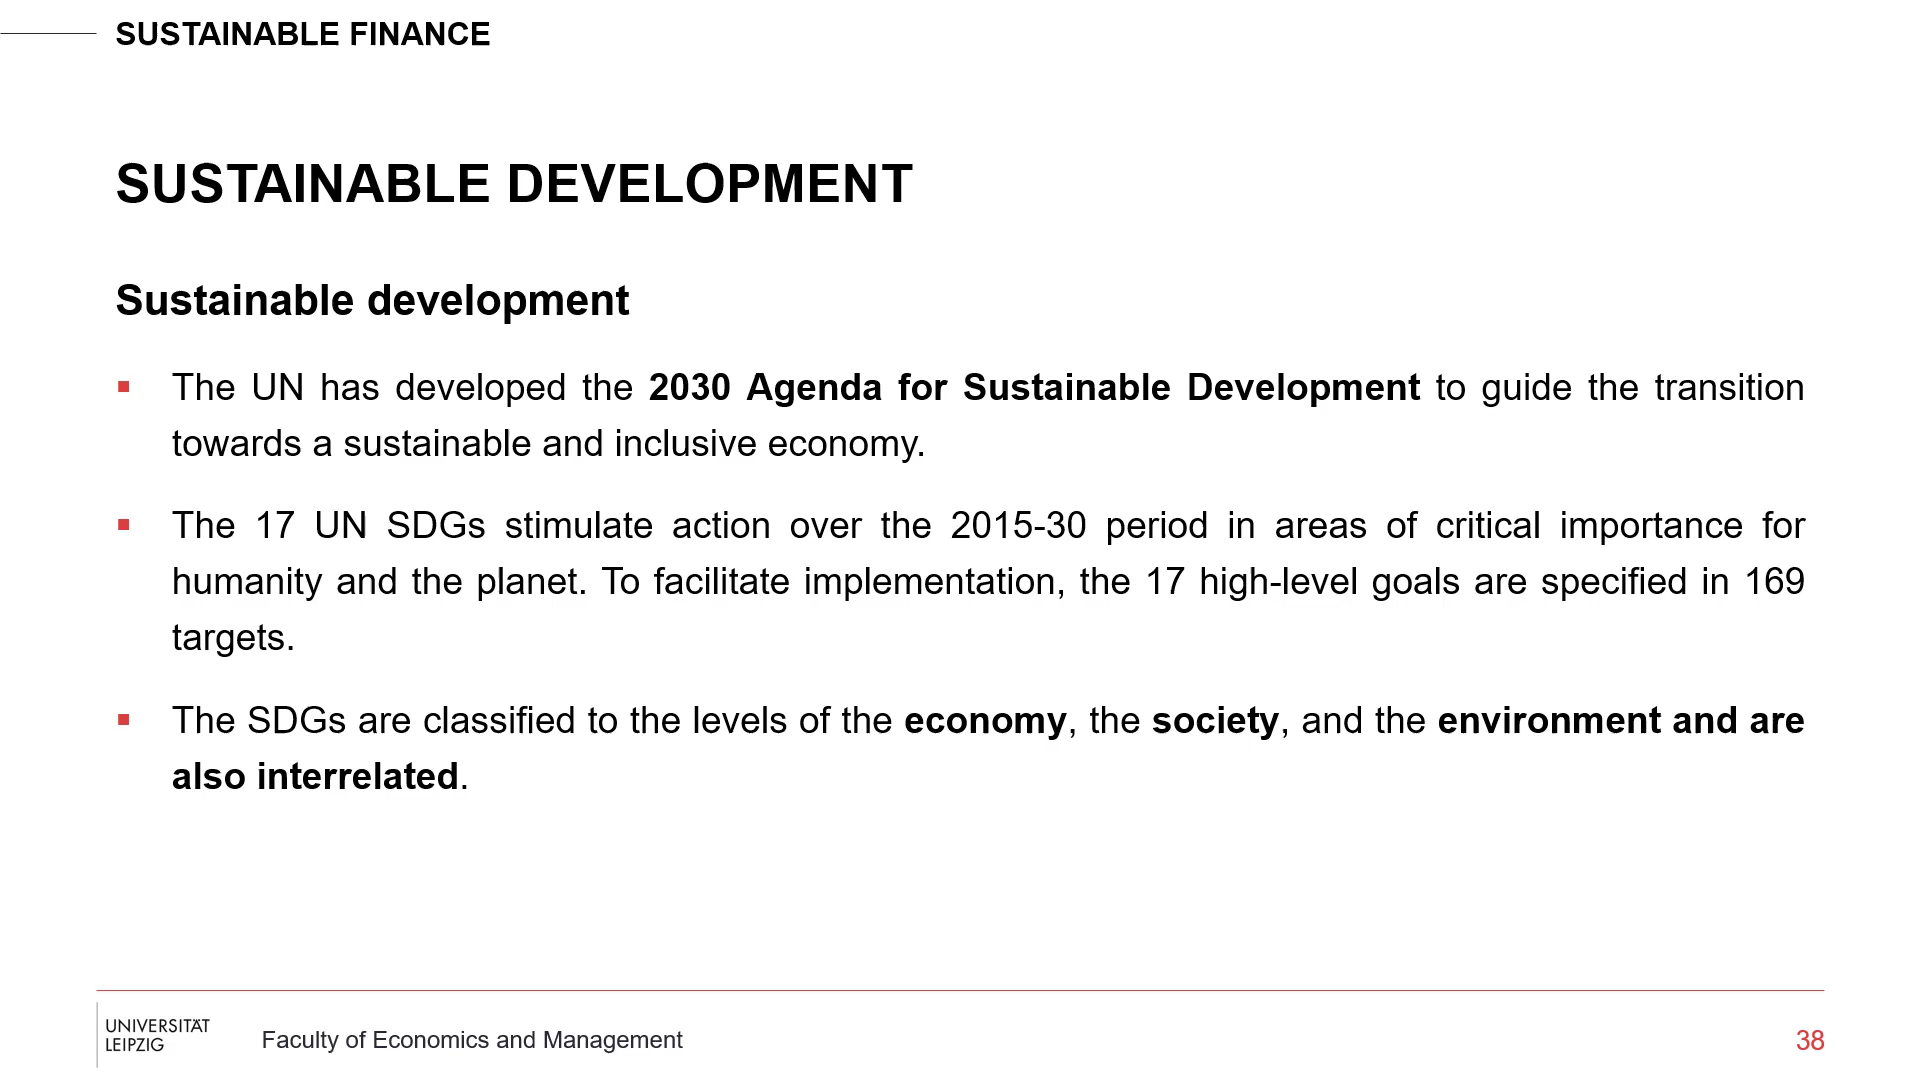 SUSTAINABLE FINANCE
SUSTAINABLE DEVELOPMENT
Sustainable development
▪ The UN has developed the 2030 Agenda for Sustainable Development to guide the transition
towards a sustainable and inclusive economy.
▪ The 17 UN SDGs stimulate action over the 2015-30 period in areas of critical importance for
humanity and the planet. To facilitate implementation, the 17 high-level goals are specified in 169
targets.
▪ The SDGs are classified to the levels of the economy, the society, and the environment and are
also interrelated.
UNIVERSITÄT
LEIPZIG
Faculty of Economics and Management
38